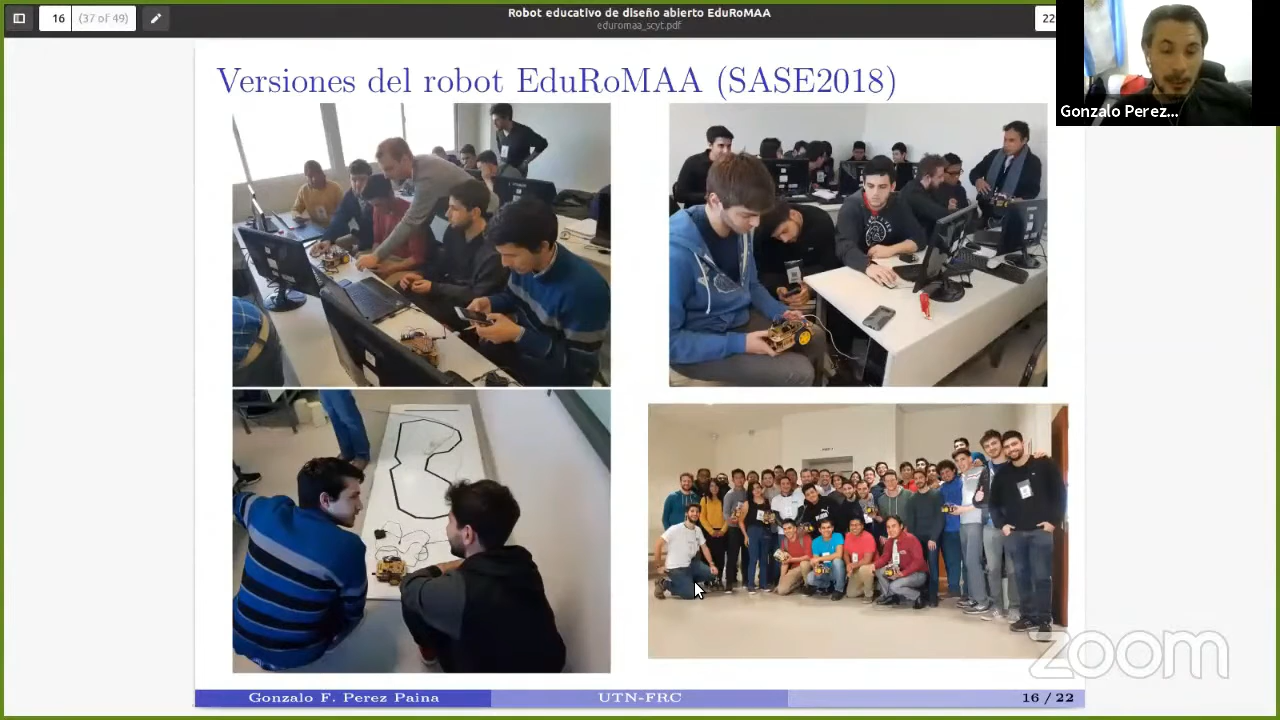 16 (37 of 49)
Robot educativo de diseño abierto EduRoMAA
eduromaa_scyt.pdf
22
Gonzalo Perez...
Versiones del robot EduRoMAA (SASE2018)
zoom
Gonzalo F. Perez Paina UTN-FRC 16 / 22